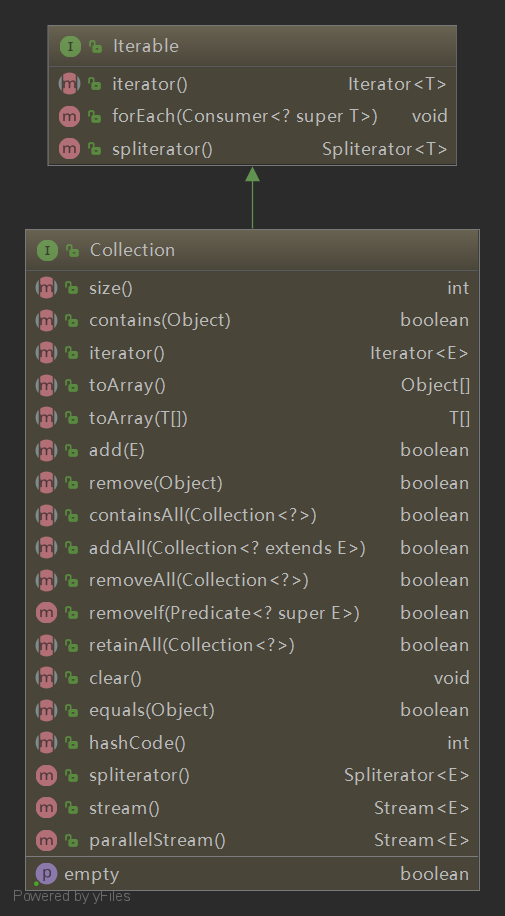 I Iterable
m iterator() Iterator<T>
m forEach(Consumer<? super T>) void
m spliterator() Spliterator<T>
I Collection
m size() int
m contains(Object) boolean
m iterator() Iterator<E>
m toArray() Object[]
m toArray(T[]) T[]
m add(E) boolean
m remove(Object) boolean
m containsAll(Collection<?>) boolean
m addAll(Collection<? extends E>) boolean
m removeAll(Collection<?>) boolean
m removeIf(Predicate<? super E>) boolean
m retainAll(Collection<?>) boolean
m clear() void
m equals(Object) boolean
m hashCode() int
m spliterator() Spliterator<E>
m stream() Stream<E>
m parallelStream() Stream<E>
p empty boolean
Powered by yFiles